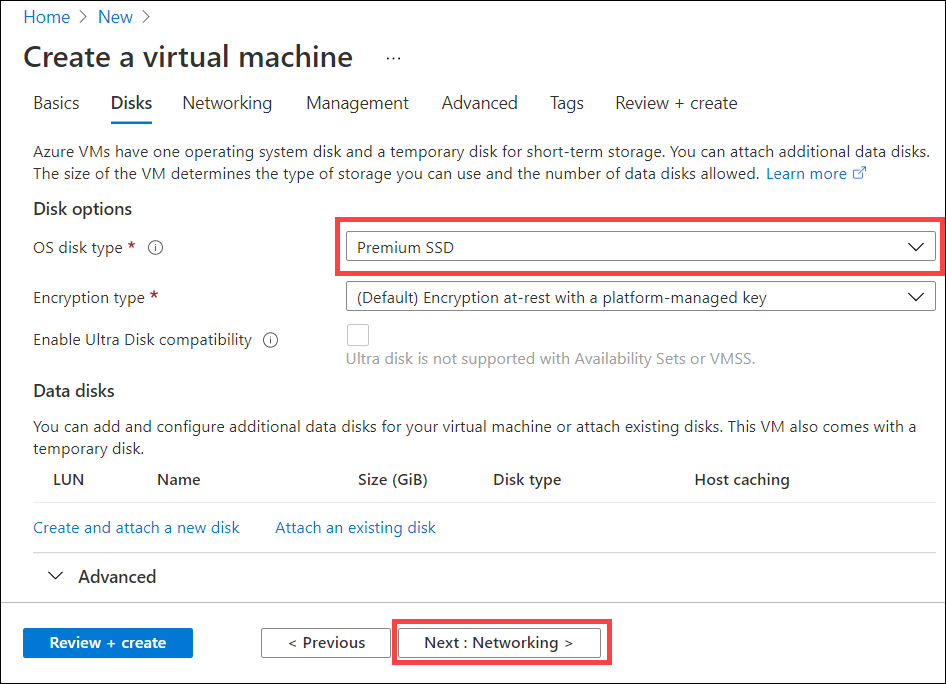 Home > New >
Create a virtual machine ...
Basics Disks Networking Management Advanced Tags Review + create
Azure VMs have one operating system disk and a temporary disk for short-term storage. You can attach additional data disks.
The size of the VM determines the type of storage you can use and the number of data disks allowed. Learn more
Disk options
OS disk type * Premium SSD
Encryption type * (Default) Encryption at-rest with a platform-managed key
Enable Ultra Disk compatibility
Ultra disk is not supported with Availability Sets or VMSS.
Data disks
You can add and configure additional data disks for your virtual machine or attach existing disks. This VM also comes with a
temporary disk.
LUN Name Size (GiB) Disk type Host caching
Create and attach a new disk Attach an existing disk
Advanced
Review + create < Previous Next : Networking >